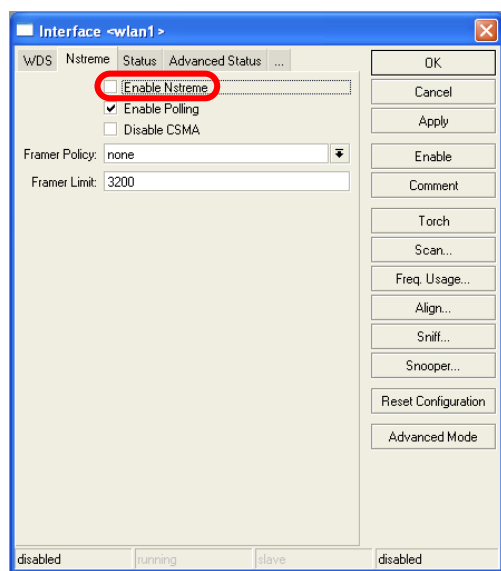 Interface <wlan1>
WDS Nstreme Status Advanced Status ...
Enable Nstreme
Enable Polling
Disable CSMA
Framer Policy: none
Framer Limit: 3200
OK
Cancel
Apply
Enable
Comment
Torch
Scan...
Freq. Usage...
Align...
Sniff...
Snooper...
Reset Configuration
Advanced Mode
disabled running slave disabled